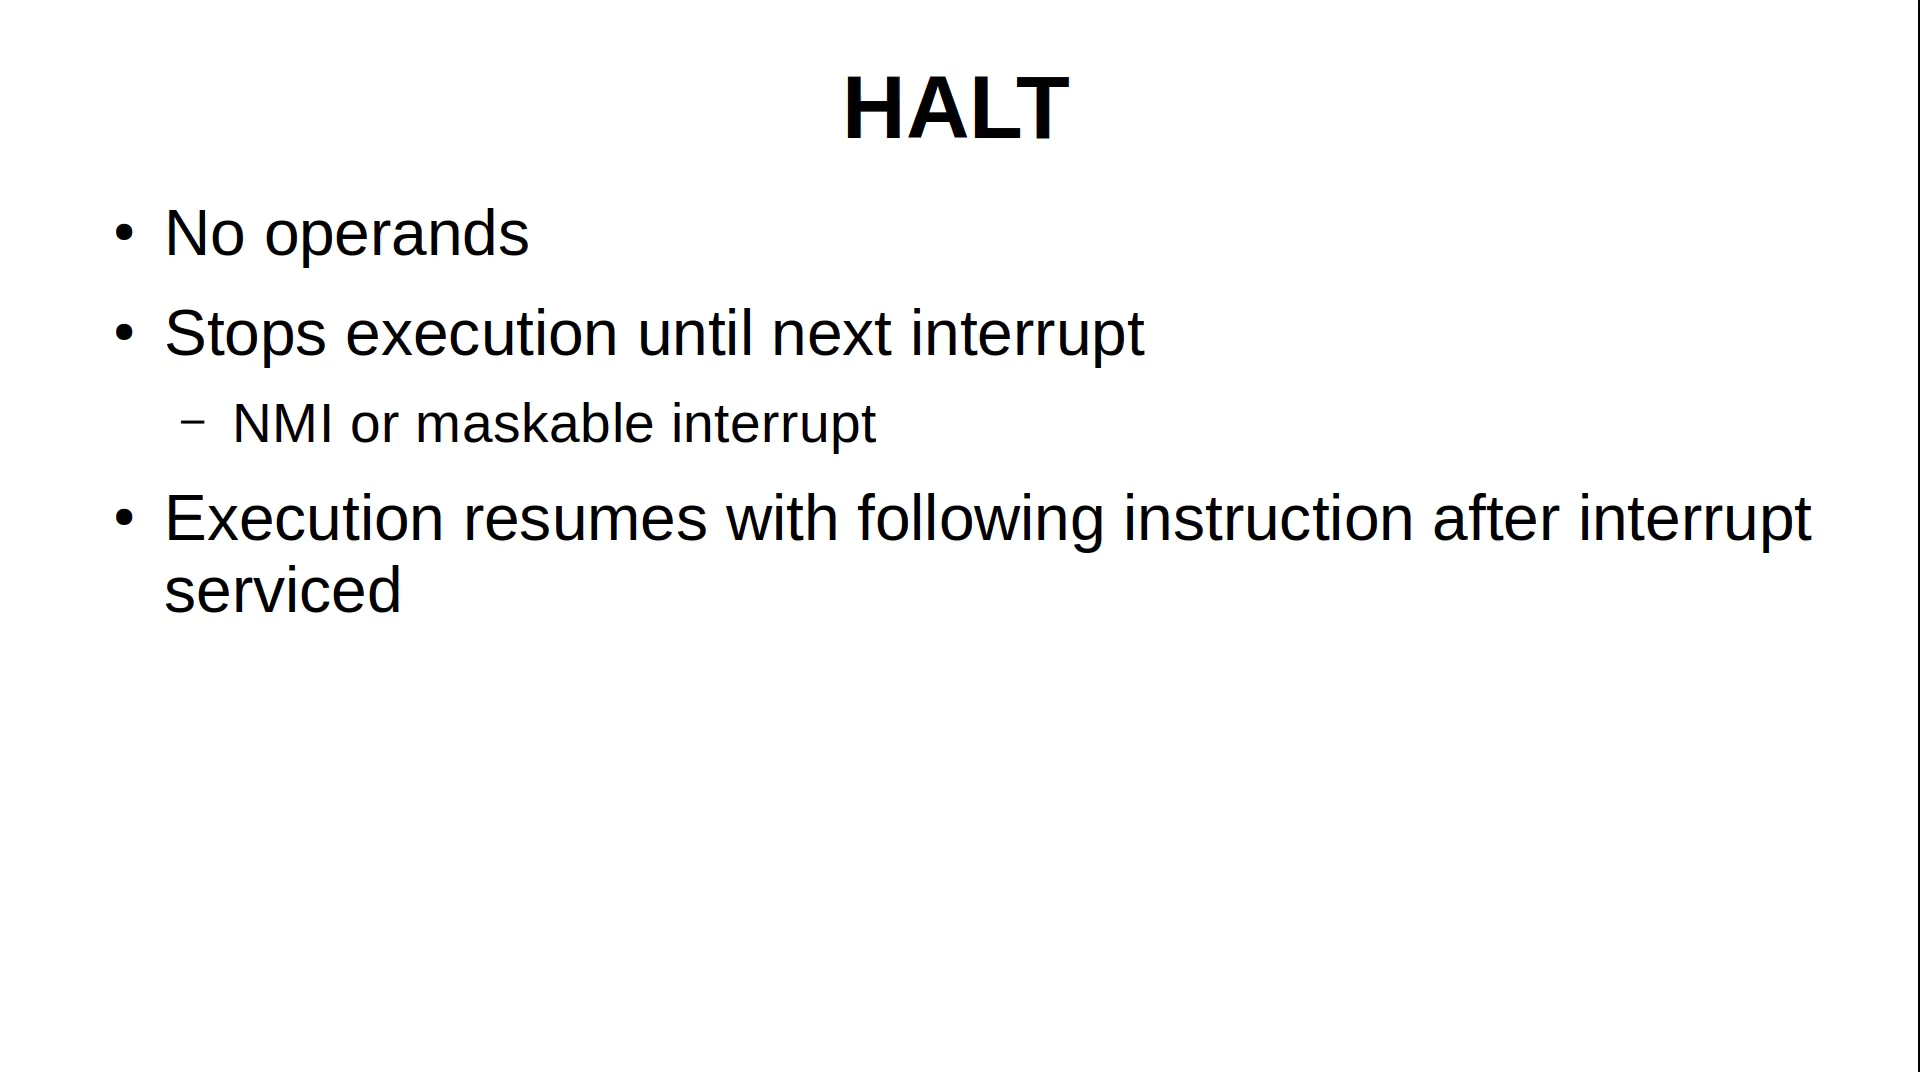 HALT
• No operands
• Stops execution until next interrupt
– NMI or maskable interrupt
• Execution resumes with following instruction after interrupt
serviced